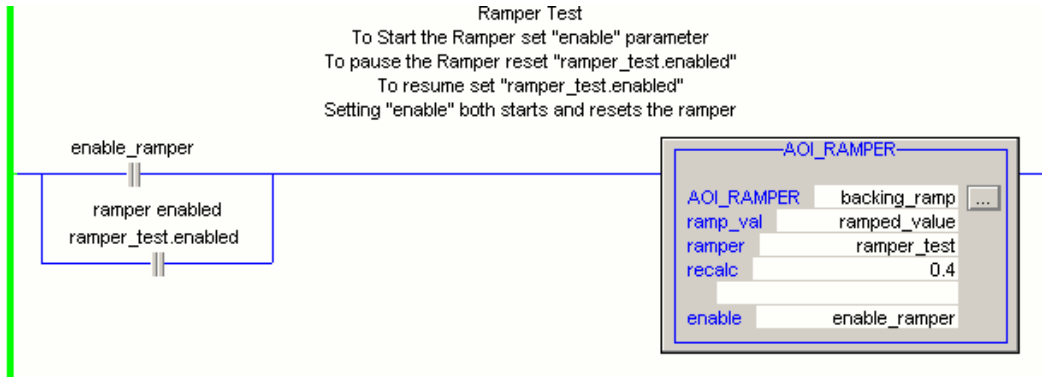 Ramper Test
To Start the Ramper set "enable" parameter
To pause the Ramper reset "ramper_test.enabled"
To resume set "ramper_test.enabled"
Setting "enable" both starts and resets the ramper
enable_ramper
ramper enabled
ramper_test.enabled
AOI_RAMPER
AOI_RAMPER backing_ramp ...
ramp_val ramped_value
ramper ramper_test
recalc 0.4
enable enable_ramper